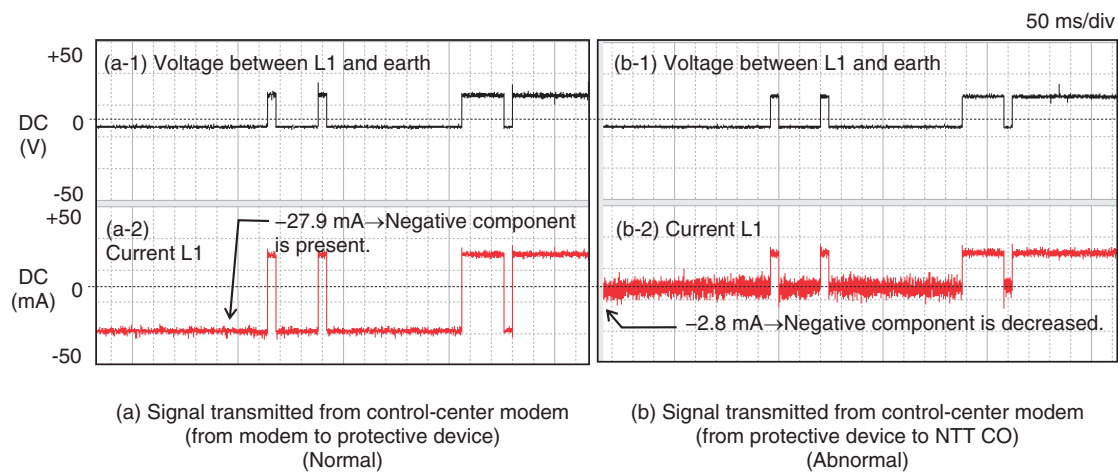 50 ms/div
+50
(a-1) Voltage between L1 and earth
DC
(V)
0
-50
+50
(a-2)
Current L1
−27.9 mA→Negative component
is present.
DC
(mA)
0
-50
(b-1) Voltage between L1 and earth
(b-2) Current L1
−2.8 mA→Negative component is decreased.
(a) Signal transmitted from control-center modem
(from modem to protective device)
(Normal)
(b) Signal transmitted from control-center modem
(from protective device to NTT CO)
(Abnormal)